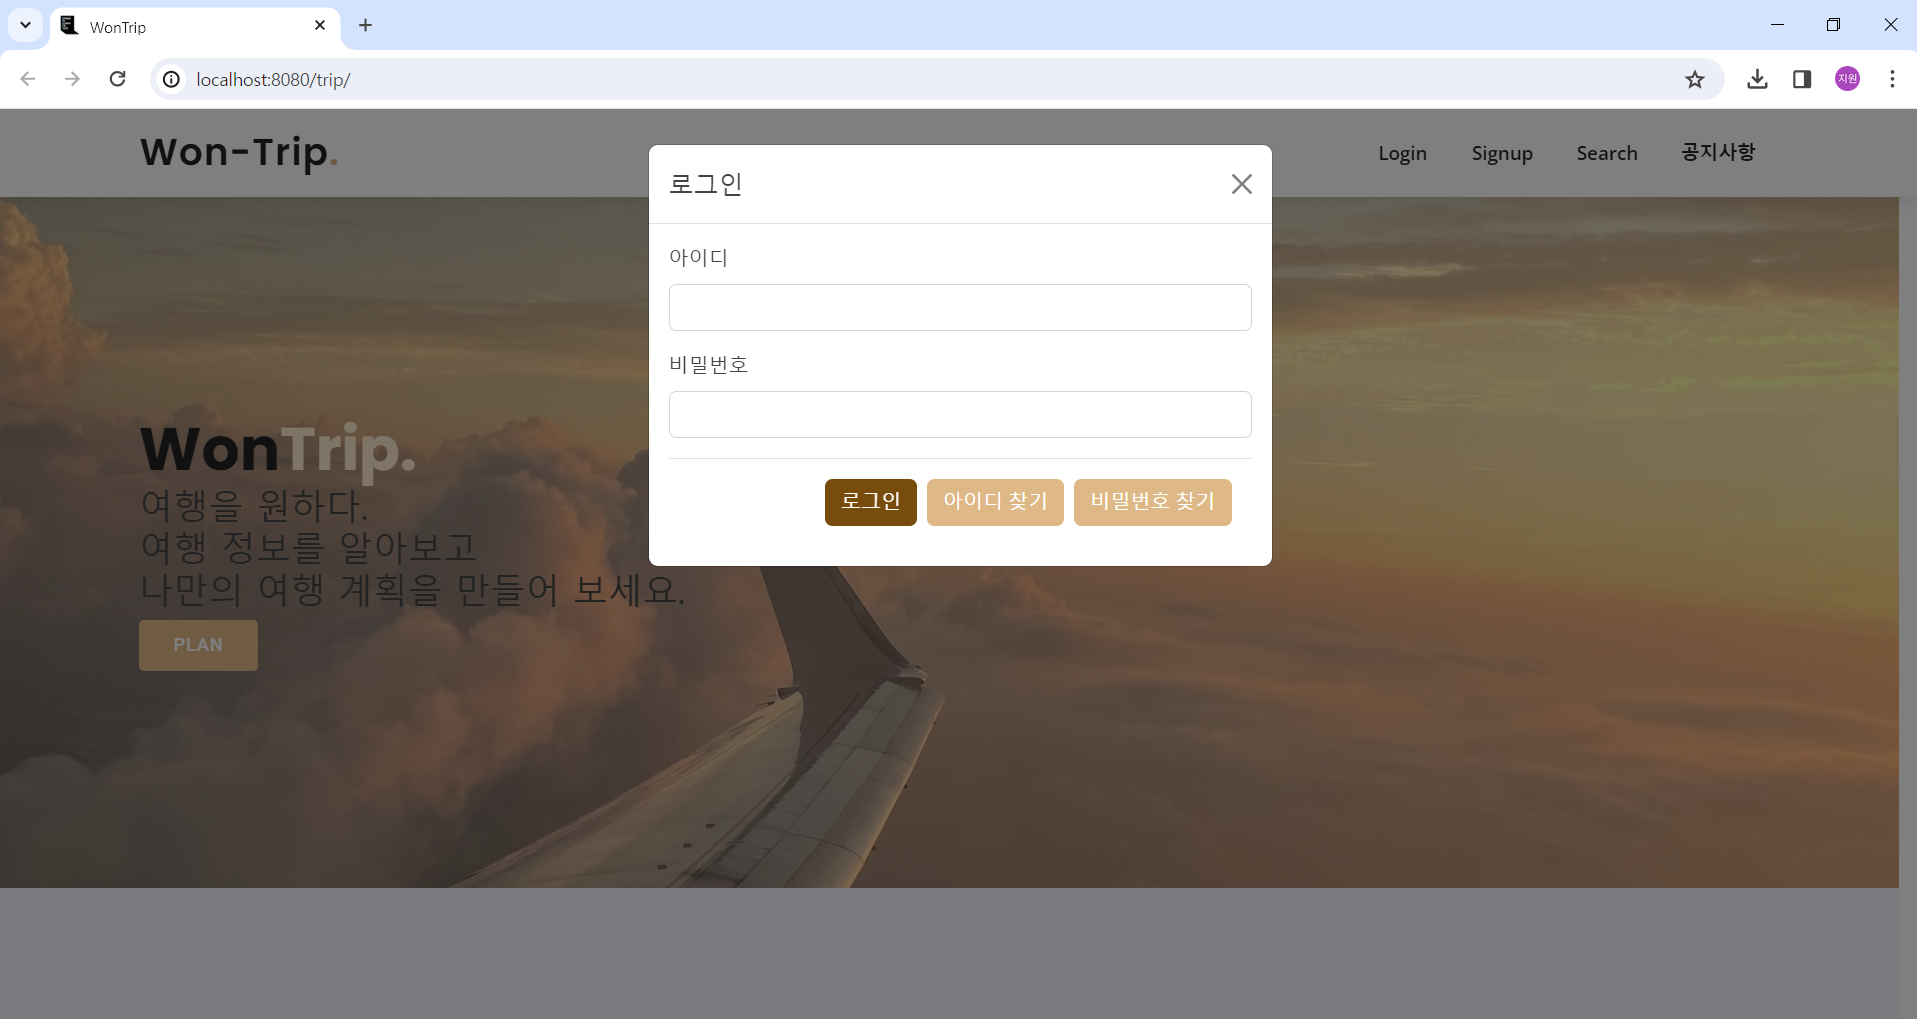 WonTrip
localhost:8080/trip/
지원
Won-Trip.
Login Signup Search 공지사항
로그인
아이디
비밀번호
로그인 아이디 찾기 비밀번호 찾기
WonTrip.
여행을 원하다.
여행 정보를 알아보고
나만의 여행 계획을 만들어 보세요.
PLAN